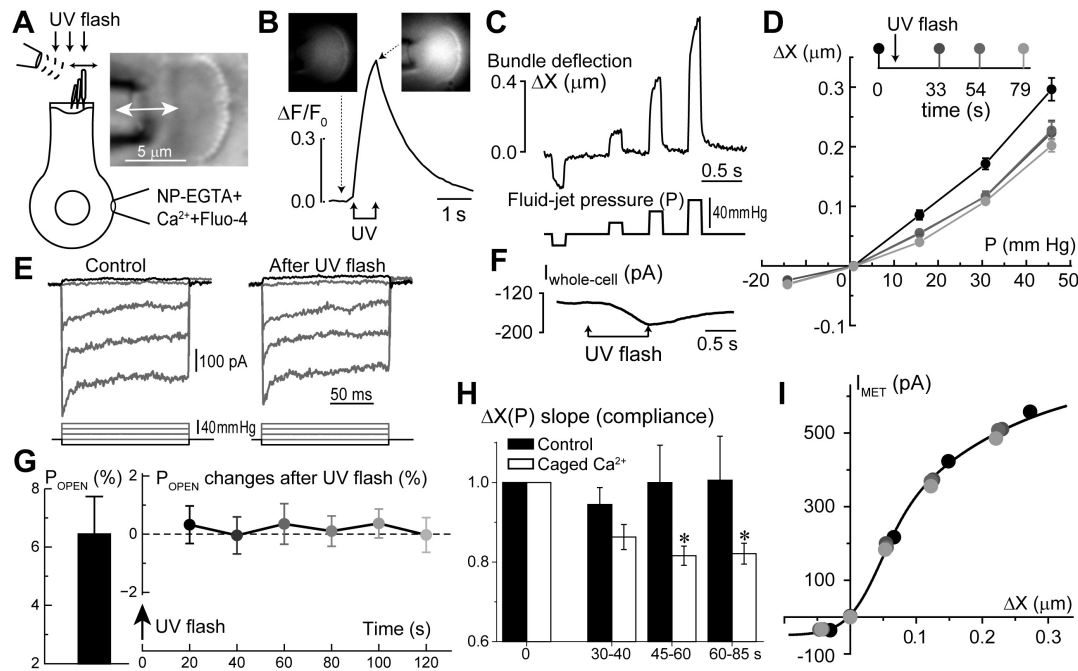 A
UV flash
5 μm
NP-EGTA+
Ca²⁺+Fluo-4
B
ΔF/F₀
0.3
0.0
UV
1 s
C
Bundle deflection
ΔX (μm)
0.4
0.0
0.5 s
Fluid-jet pressure (P)
40mmHg
D
UV flash
ΔX (μm)
0 33 54 79
time (s)
0.3
0.2
0.1
P (mm Hg)
-20 0 10 20 30 40 50
-0.1
E
Control After UV flash
100 pA
50 ms
40mmHg
F
I whole-cell (pA)
-120
-200
UV flash
0.5 s
G
P OPEN (%)
8
6
4
2
P OPEN changes after UV flash (%)
2
0
−2
UV flash Time (s)
0 20 40 60 80 100 120
H
ΔX(P) slope (compliance)
Control
Caged Ca²⁺
1.0
0.9
0.8
0.7
0.6
* *
0 30-40 45-60 60-85 s
I
I MET (pA)
500
300
100
ΔX (μm)
0.1 0.2 0.3
-100